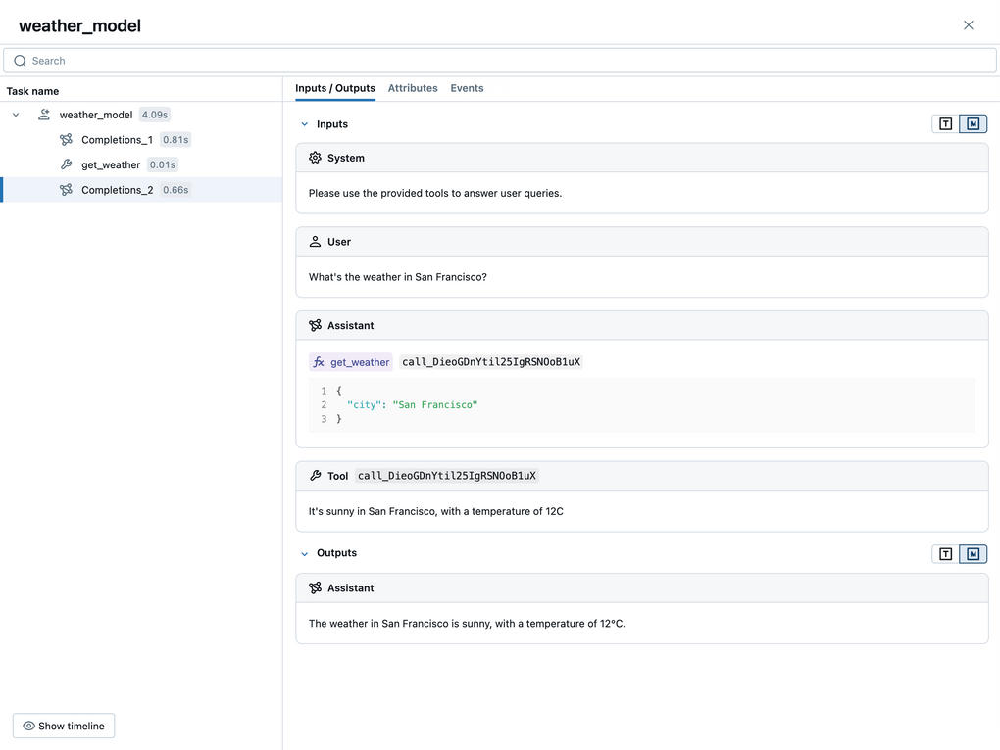 weather_model
Search
Task name
weather_model 4.09s
Completions_1 0.81s
get_weather 0.01s
Completions_2 0.66s
Show timeline
Inputs / Outputs Attributes Events
Inputs T M
System
Please use the provided tools to answer user queries.
User
What's the weather in San Francisco?
Assistant
fx get_weather call_DieoGDnYtil25IgRSNOoB1uX
1 {
2 "city": "San Francisco"
3 }
Tool call_DieoGDnYtil25IgRSNOoB1uX
It's sunny in San Francisco, with a temperature of 12C
Outputs T M
Assistant
The weather in San Francisco is sunny, with a temperature of 12°C.